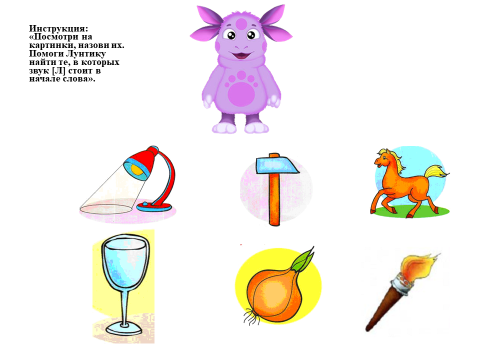 Инструкция:
«Посмотри на
картинки, назови их.
Помоги Лунтику
найти те, в которых
звук [Л] стоит в
начале слова».